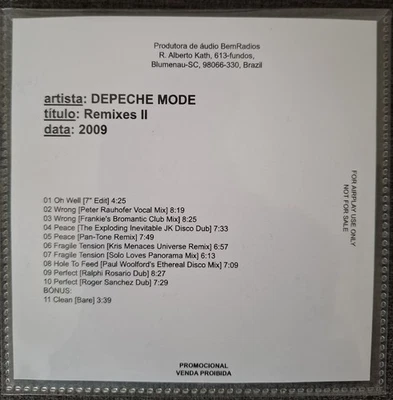 Produtora de áudio BemRadios
R. Alberto Kath, 613-fundos,
Blumenau-SC, 98066-330, Brazil
artista: DEPECHE MODE
título: Remixes II
data: 2009
01 Oh Well [7" Edit] 4:25
02 Wrong [Peter Rauhofer Vocal Mix] 8:19
03 Wrong [Frankie's Bromantic Club Mix] 8:25
04 Peace [The Exploding Inevitable JK Disco Dub] 7:33
05 Peace [Pan-Tone Remix] 7:49
06 Fragile Tension [Kris Menaces Universe Remix] 6:57
07 Fragile Tension [Solo Loves Panorama Mix] 6:13
08 Hole To Feed [Paul Woolford's Ethereal Disco Mix] 7:09
09 Perfect [Ralphi Rosario Dub] 8:27
10 Perfect [Roger Sanchez Dub] 7:29
BÔNUS:
11 Clean [Bare] 3:39
FOR AIRPLAY USE ONLY
NOT FOR SALE
PROMOCIONAL
VENDA PROIBIDA